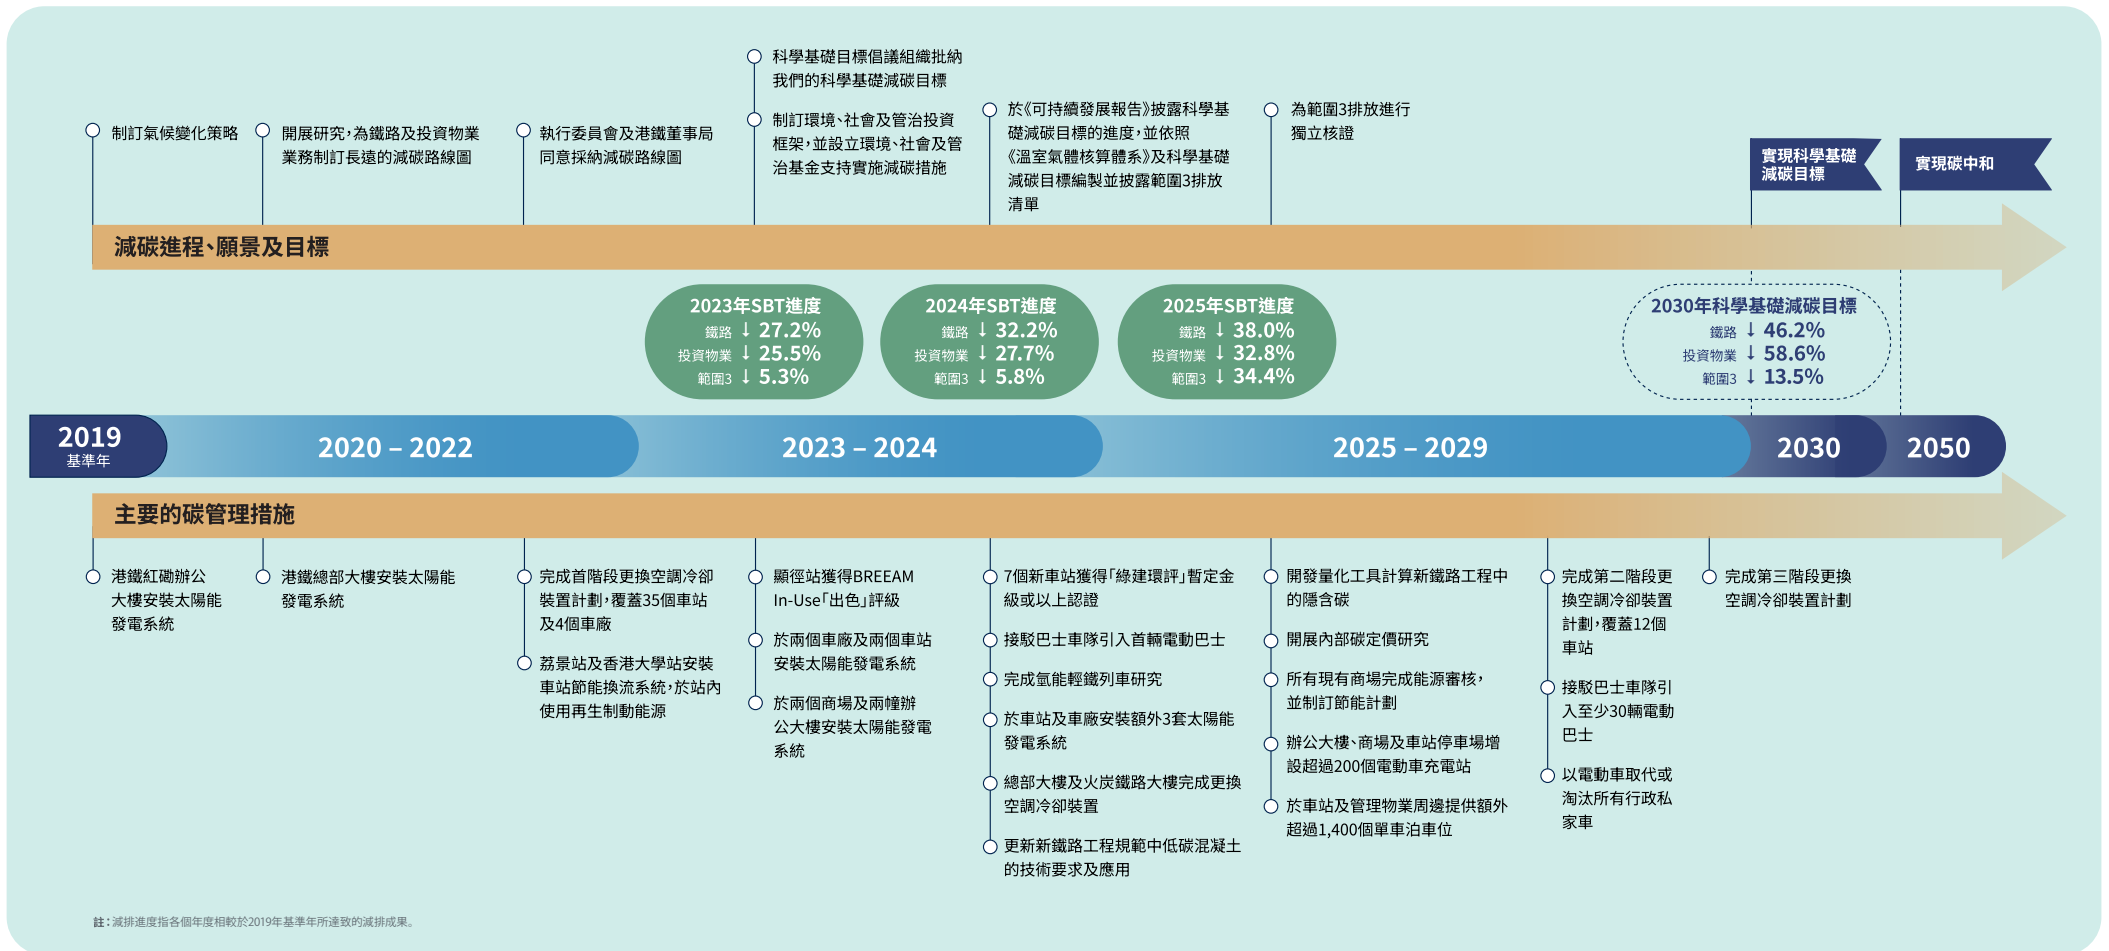 制訂氣候變化策略
開展研究，為鐵路及投資物業
業務制訂長遠的減碳路線圖
執行委員會及港鐵董事局
同意採納減碳路線圖
科學基礎目標倡議組織批納
我們的科學基礎減碳目標
制訂環境、社會及管治投資
框架，並設立環境、社會及管
治基金支持實施減碳措施
於《可持續發展報告》披露科學基
礎減碳目標的進度，並依照
《溫室氣體核算體系》及科學基礎
減碳目標編製並披露範圍3排放
清單
為範圍3排放進行
獨立核證
實現科學基礎
減碳目標
實現碳中和
減碳進程、願景及目標
2023年SBT進度
鐵路 ↓ 27.2%
投資物業 ↓ 25.5%
範圍3 ↓ 5.3%
2024年SBT進度
鐵路 ↓ 32.2%
投資物業 ↓ 27.7%
範圍3 ↓ 5.8%
2025年SBT進度
鐵路 ↓ 38.0%
投資物業 ↓ 32.8%
範圍3 ↓ 34.4%
2030年科學基礎減碳目標
鐵路 ↓ 46.2%
投資物業 ↓ 58.6%
範圍3 ↓ 13.5%
2019
基準年
2020 – 2022
2023 – 2024
2025 – 2029
2030
2050
主要的碳管理措施
港鐵紅磡辦公
大樓安裝太陽能
發電系統
港鐵總部大樓安裝太陽能
發電系統
完成首階段更換空調冷卻
裝置計劃，覆蓋35個車站
及4個車廠
荔景站及香港大學站安裝
車站節能換流系統，於站內
使用再生制動能源
顯徑站獲得BREEAM
In-Use「出色」評級
於兩個車廠及兩個車站
安裝太陽能發電系統
於兩個商場及兩幢辦
公大樓安裝太陽能發電
系統
7個新車站獲得「綠建環評」暫定金
級或以上認證
接駁巴士車隊引入首輛電動巴士
完成氫能輕鐵列車研究
於車站及車廠安裝額外3套太陽能
發電系統
總部大樓及火炭鐵路大樓完成更換
空調冷卻裝置
更新新鐵路工程規範中低碳混凝土
的技術要求及應用
開發量化工具計算新鐵路工程中
的隱含碳
開展內部碳定價研究
所有現有商場完成能源審核，
並制訂節能計劃
辦公大樓、商場及車站停車場增
設超過200個電動車充電站
於車站及管理物業周邊提供額外
超過1,400個單車泊車位
完成第二階段更
換空調冷卻裝置
計劃，覆蓋12個
車站
接駁巴士車隊引
入至少30輛電動
巴士
以電動車取代或
淘汰所有行政私
家車
完成第三階段更換
空調冷卻裝置計劃
註：減排進度指各個年度相較於2019年基準年所達致的減排成果。